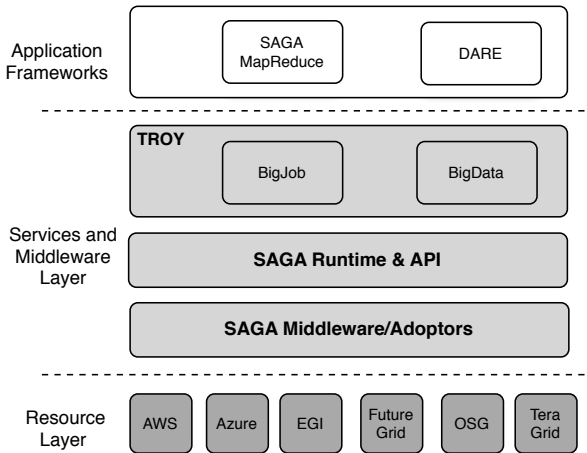 Application
Frameworks
SAGA
MapReduce
DARE
TROY
BigJob
BigData
Services and
Middleware
Layer
SAGA Runtime & API
SAGA Middleware/Adoptors
Resource
Layer
AWS
Azure
EGI
Future
Grid
OSG
Tera
Grid